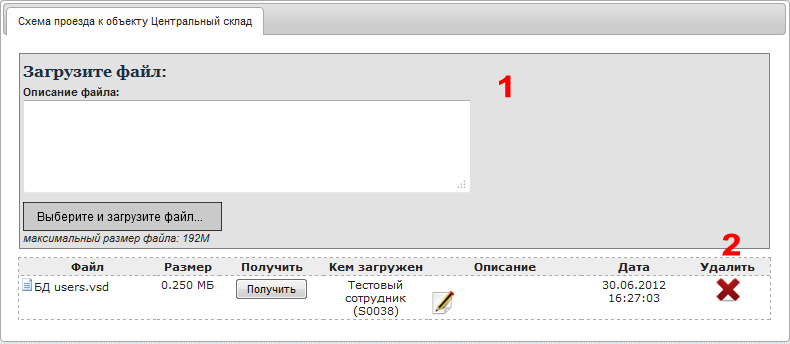 Схема проезда к объекту Центральный склад
Загрузите файл:
1
Описание файла:
Выберите и загрузите файл...
максимальный размер файла: 192M
2
Файл Размер Получить Кем загружен Описание Дата Удалить
БД users.vsd 0.250 МБ Получить Тестовый 30.06.2012
сотрудник 16:27:03
(S0038)